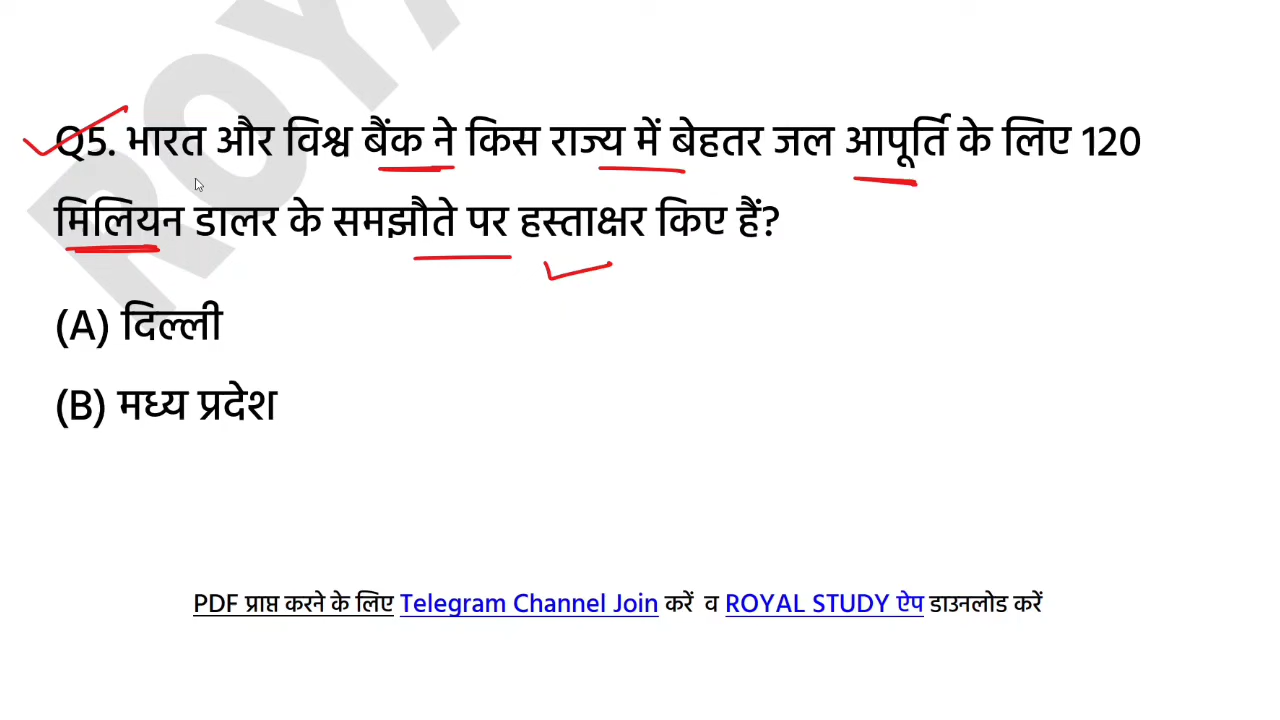 ROYA
Q5. भारत और विश्व बैंक ने किस राज्य में बेहतर जल आपूर्ति के लिए 120
मिलियन डालर के समझौते पर हस्ताक्षर किए हैं?
(A) दिल्ली
(B) मध्य प्रदेश
PDF प्राप्त करने के लिए Telegram Channel Join करें व ROYAL STUDY ऐप डाउनलोड करें